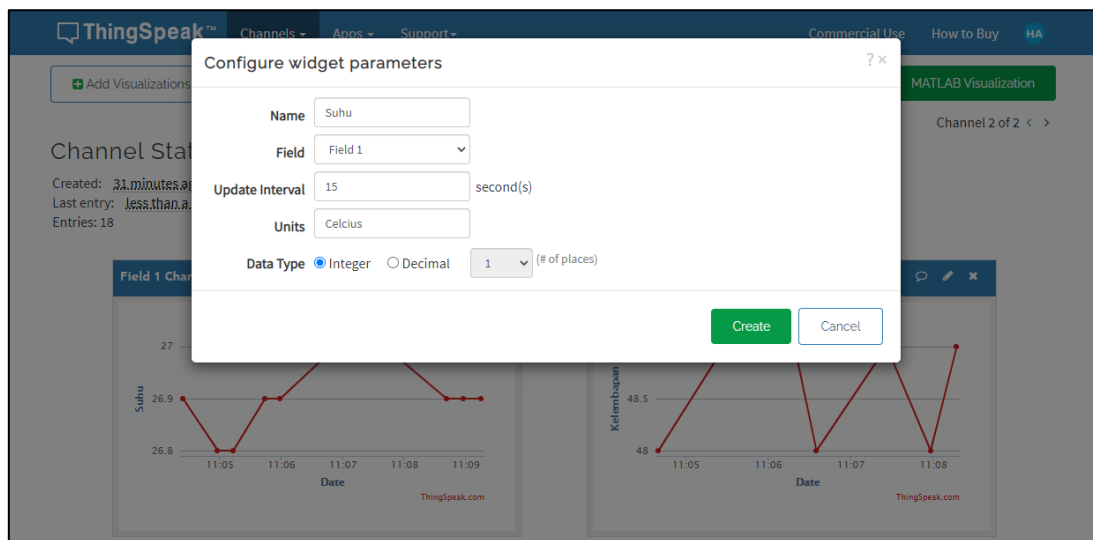 ThingSpeak™ Channels Apps Support Commercial Use How to Buy HA
Configure widget parameters ? ×
Add Visualizations MATLAB Visualization
Name Suhu
Channel 2 of 2 < >
Channel Stat
Field Field 1
Created: 31 minutes a
Update Interval 15 second(s)
Last entry: less than a
Entries: 18
Units Celcius
Data Type Integer Decimal 1 (# of places)
Field 1 Char
Create Cancel
27
26.9
26.8
Suhu
11:05 11:06 11:07 11:08 11:09
Date
ThingSpeak.com
48.5
48
Kelembapan
11:05 11:06 11:07 11:08
Date
ThingSpeak.com